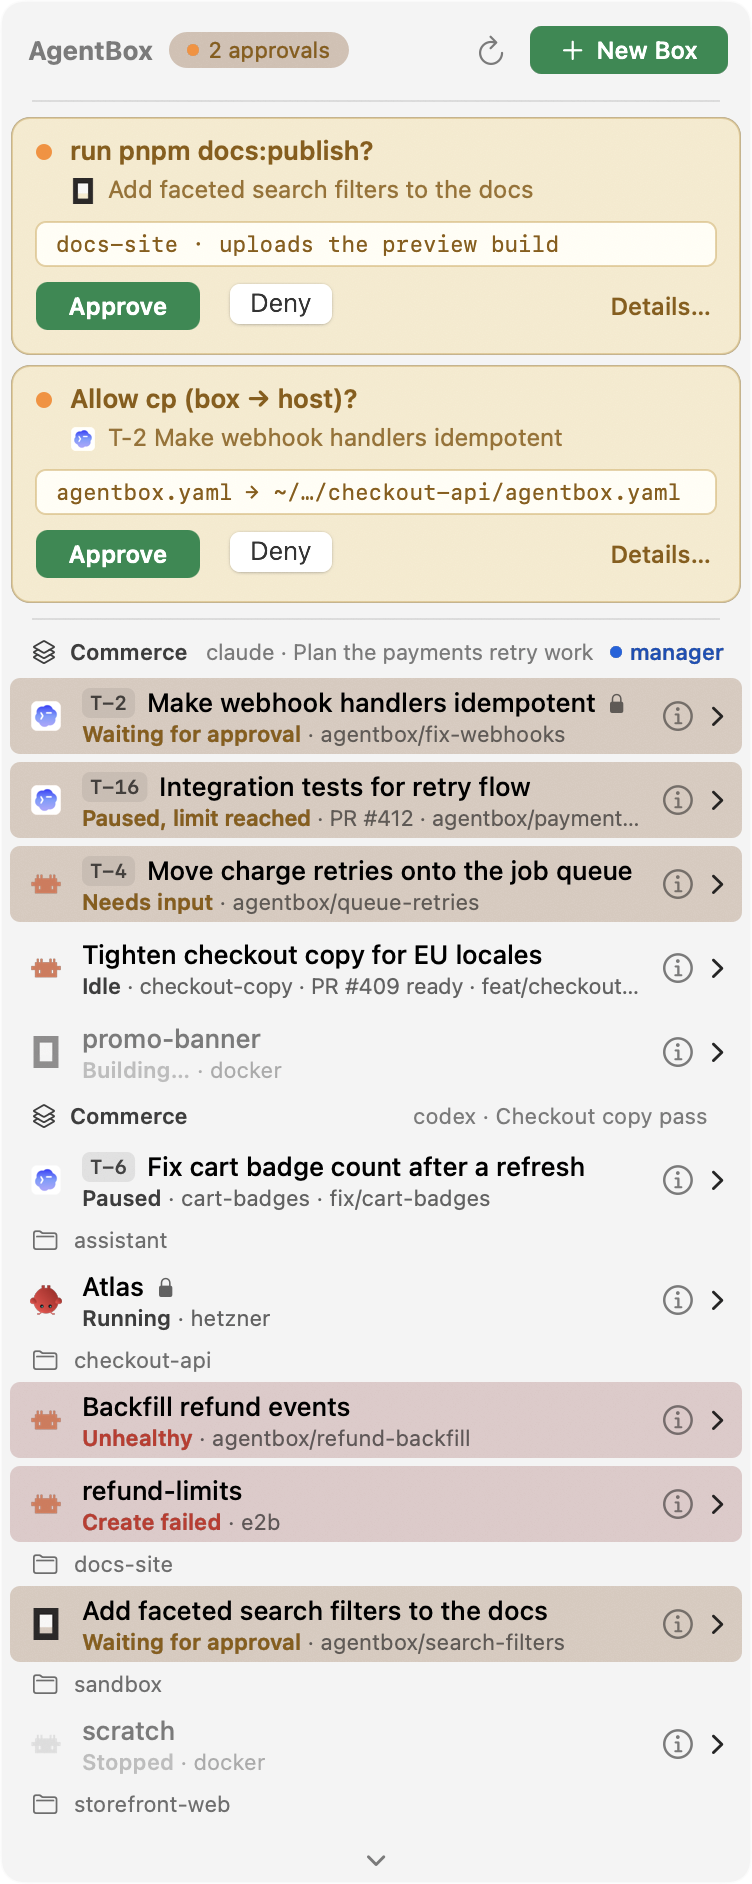 AgentBox
2 approvals
+ New Box
run pnpm docs:publish?
Add faceted search filters to the docs
docs-site · uploads the preview build
Approve
Deny
Details...
Allow cp (box → host)?
T-2 Make webhook handlers idempotent
agentbox.yaml → ~/…/checkout-api/agentbox.yaml
Approve
Deny
Details...
Commerce claude · Plan the payments retry work manager
T-2 Make webhook handlers idempotent
Waiting for approval · agentbox/fix-webhooks
T-16 Integration tests for retry flow
Paused, limit reached · PR #412 · agentbox/payment...
T-4 Move charge retries onto the job queue
Needs input · agentbox/queue-retries
Tighten checkout copy for EU locales
Idle · checkout-copy · PR #409 ready · feat/checkout...
promo-banner
Building... · docker
Commerce codex · Checkout copy pass
T-6 Fix cart badge count after a refresh
Paused · cart-badges · fix/cart-badges
assistant
Atlas
Running · hetzner
checkout-api
Backfill refund events
Unhealthy · agentbox/refund-backfill
refund-limits
Create failed · e2b
docs-site
Add faceted search filters to the docs
Waiting for approval · agentbox/search-filters
sandbox
scratch
Stopped · docker
storefront-web